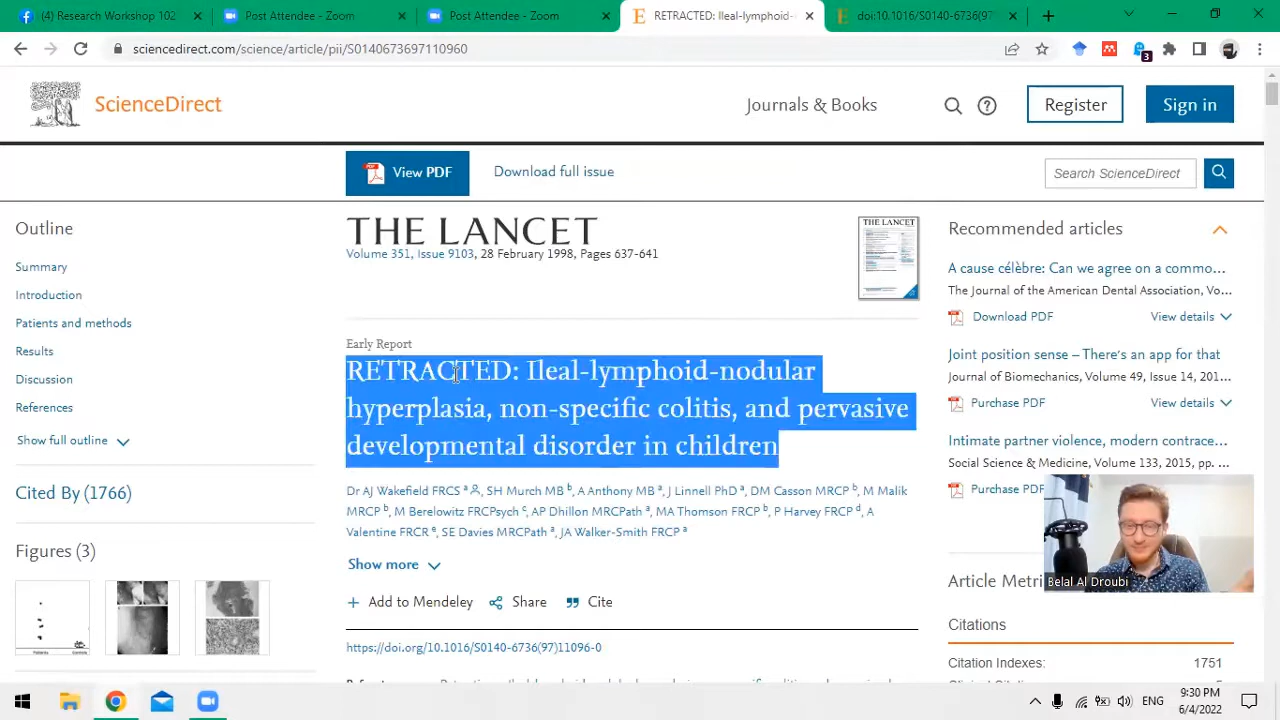 (4) Research Workshop 102
Post Attendee - Zoom
Post Attendee - Zoom
RETRACTED: Ileal-lymphoid-
doi:10.1016/S0140-6736(97)
sciencedirect.com/science/article/pii/S0140673697110960
3
ScienceDirect
Journals & Books
Register
Sign in
View PDF
Download full issue
Search ScienceDirect
Outline
Summary
Introduction
Patients and methods
Results
Discussion
References
Show full outline
Cited By (1766)
Figures (3)
THE LANCET
Volume 351, Issue 9103, 28 February 1998, Pages 637-641
THE LANCET
Early Report
RETRACTED: Ileal-lymphoid-nodular
hyperplasia, non-specific colitis, and pervasive
developmental disorder in children
Dr AJ Wakefield FRCS a, SH Murch MB b, A Anthony MB a, J Linnell PhD a, DM Casson MRCP b, M Malik
MRCP b, M Berelowitz FRCPsych c, AP Dhillon MRCPath a, MA Thomson FRCP b, P Harvey FRCP d, A
Valentine FRCR e, SE Davies MRCPath a, JA Walker-Smith FRCP a
Show more
Add to Mendeley
Share
Cite
https://doi.org/10.1016/S0140-6736(97)11096-0
Recommended articles
A cause célèbre: Can we agree on a commo...
The Journal of the American Dental Association, Vo...
Download PDF
View details
Joint position sense – There's an app for that
Journal of Biomechanics, Volume 49, Issue 14, 201...
Purchase PDF
View details
Intimate partner violence, modern contrace...
Social Science & Medicine, Volume 133, 2015, pp. ...
Purchase PDF
Belal Al Droubi
Article Metri
Citations
Citation Indexes:
1751
ENG
9:30 PM
6/4/2022